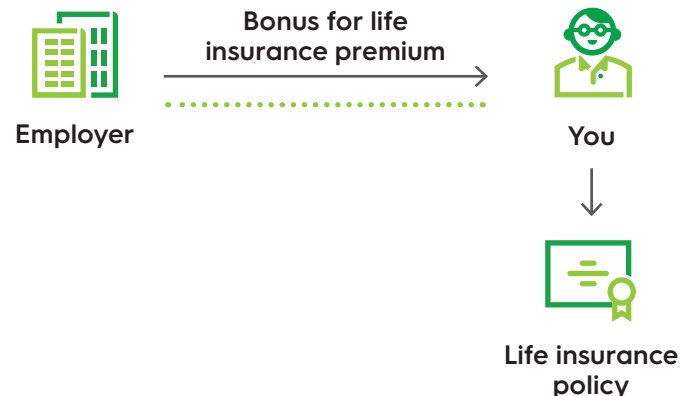 Bonus for life
insurance premium
Employer
You
Life insurance
policy